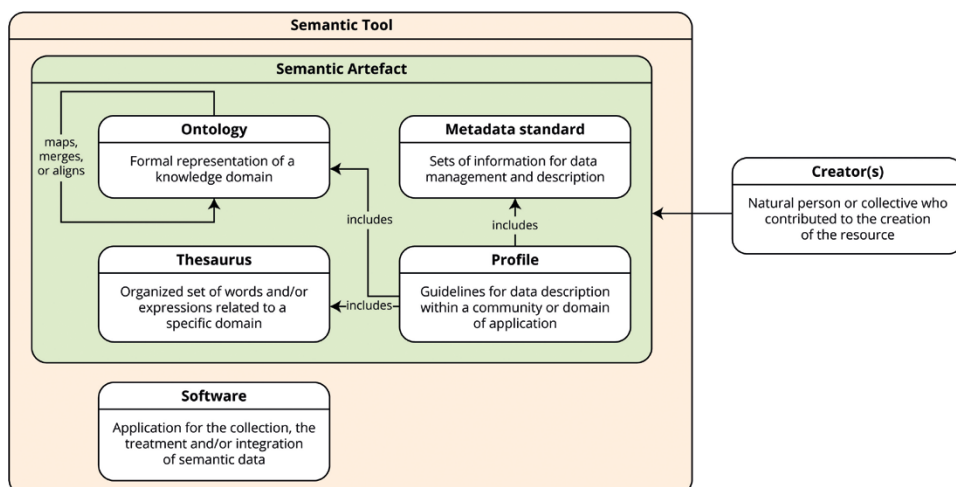 Semantic Tool
Semantic Artefact
maps,
merges,
or aligns
Ontology
Formal representation of a
knowledge domain
Metadata standard
Sets of information for data
management and description
Creator(s)
Natural person or collective who
contributed to the creation
of the resource
includes
includes
Thesaurus
Organized set of words and/or
expressions related to a
specific domain
includes
Profile
Guidelines for data description
within a community or domain
of application
Software
Application for the collection, the
treatment and/or integration
of semantic data